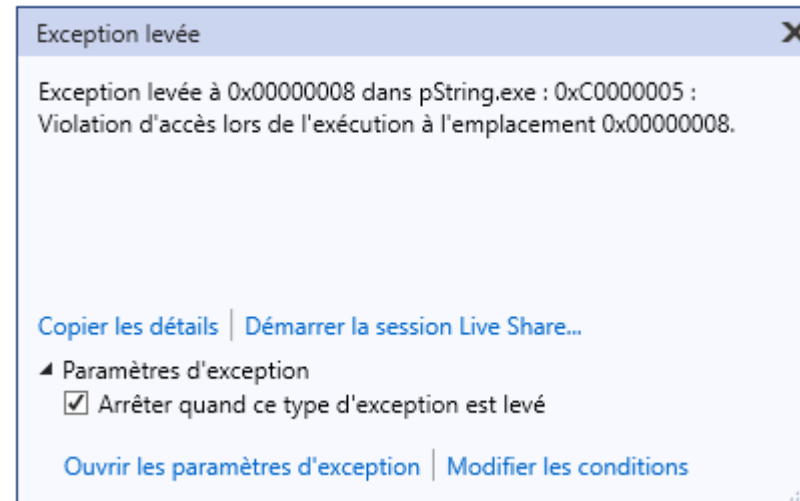 Exception levée
Exception levée à 0x00000008 dans pString.exe : 0xC0000005 :
Violation d'accès lors de l'exécution à l'emplacement 0x00000008.
Copier les détails | Démarrer la session Live Share...
Paramètres d'exception
Arrêter quand ce type d'exception est levé
Ouvrir les paramètres d'exception | Modifier les conditions